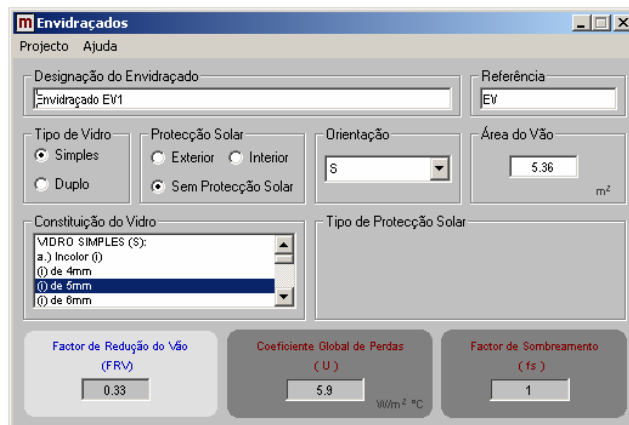 m Envidraçados
Projecto Ajuda
Designação do Envidraçado
Envidraçado EV1
Referência
EV
Tipo de Vidro
Simples
Duplo
Protecção Solar
Exterior Interior
Sem Protecção Solar
Orientação
S
Área do Vão
5.36
m²
Constituição do Vidro
VIDRO SIMPLES (S):
a.) Incolor (i)
(i) de 4mm
(i) de 5mm
(i) de 6mm
Tipo de Protecção Solar
Factor de Redução do Vão
(FRV)
0.33
Coeficiente Global de Perdas
( U )
5.9
W/m² ºC
Factor de Sombreamento
( fs )
1